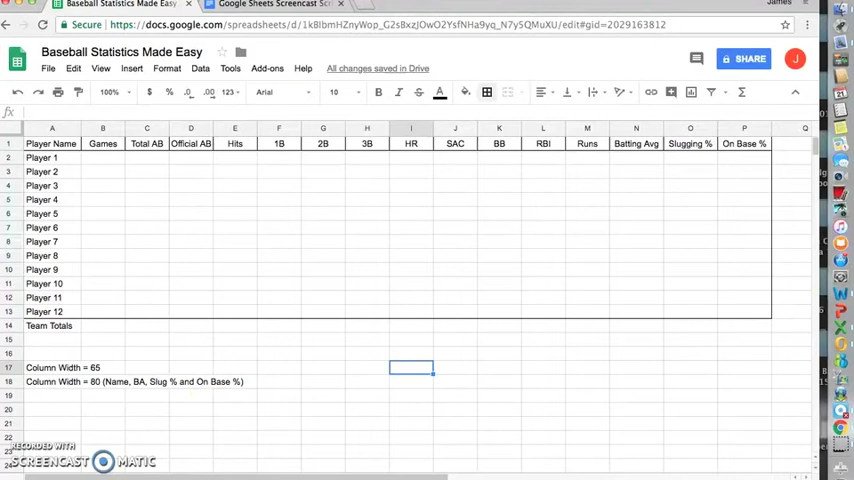 Baseball Statistics Made Easy
Google Sheets Screencast Scri
James
Secure https://docs.google.com/spreadsheets/d/1kBIbmHZnyWop_G2sBxzJOwO2YsfNHa9yq_N7y5QMuXU/edit#gid=2029163812
Baseball Statistics Made Easy
File Edit View Insert Format Data Tools Add-ons Help All changes saved in Drive
SHARE
J
100% $ % .0 .00 123 Arial 10 B I S A
fx
A B C D E F G H I J K L M N O P Q
1 Player Name Games Total AB Official AB Hits 1B 2B 3B HR SAC BB RBI Runs Batting Avg Slugging % On Base %
2 Player 1
3 Player 2
4 Player 3
5 Player 4
6 Player 5
7 Player 6
8 Player 7
9 Player 8
10 Player 9
11 Player 10
12 Player 11
13 Player 12
14 Team Totals
15
16
17 Column Width = 65
18 Column Width = 80 (Name, BA, Slug % and On Base %)
19
20
21
22
23
24
RECORDED WITH
SCREENCAST MATIC